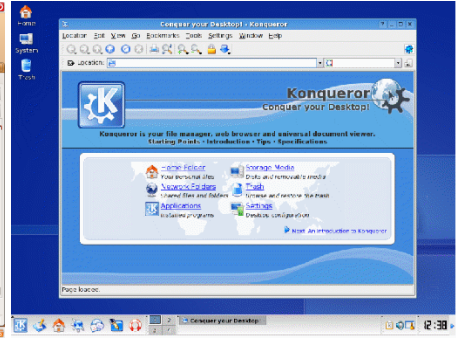 Home
System
Trash
Conquer your Desktop! - Konqueror
Location Edit View Go Bookmarks Tools Settings Window Help
Location:
Konqueror
Conquer your Desktop!
Konqueror is your file manager, web browser and universal document viewer.
Starting Points - Introduction - Tips - Specifications
Home Folder
Your personal files
Storage Media
Disks and removable media
Network Folders
Shared files and folders
Trash
Browse and restore the trash
Applications
Installed programs
Settings
Desktop configuration
Next: An Introduction to Konqueror
Page loaded.
Conquer your Desktop!
12:38